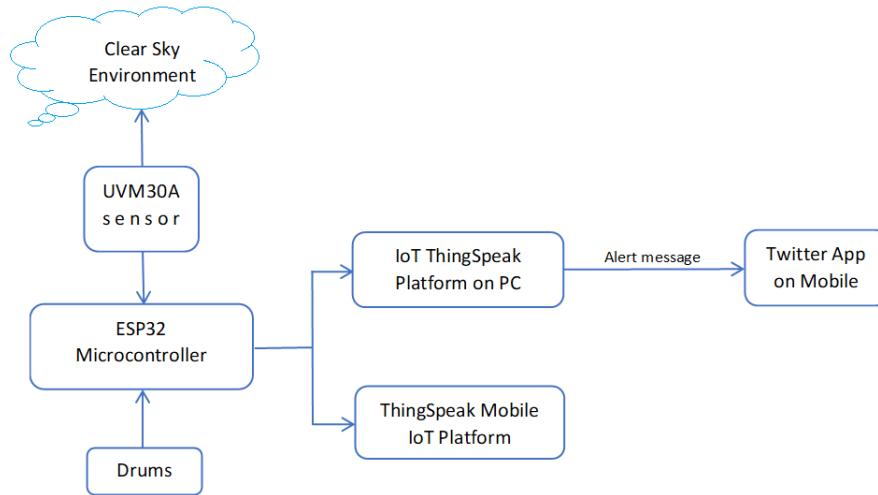 Clear Sky
Environment
UVM30A
s e n s o r
IoT ThingSpeak
Platform on PC
Alert message
Twitter App
on Mobile
ESP32
Microcontroller
ThingSpeak Mobile
IoT Platform
Drums